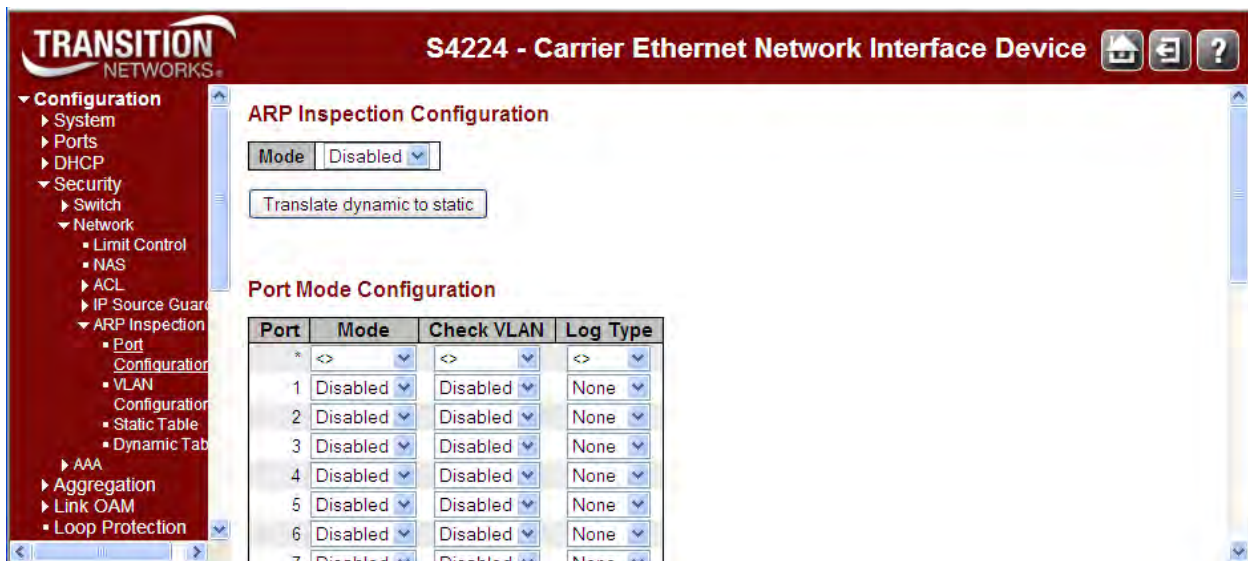 TRANSITION
NETWORKS®
S4224 - Carrier Ethernet Network Interface Device
?
Configuration
System
Ports
DHCP
Security
Switch
Network
Limit Control
NAS
ACL
IP Source Guard
ARP Inspection
Port
Configuration
VLAN
Configuration
Static Table
Dynamic Tab
AAA
Aggregation
Link OAM
Loop Protection
ARP Inspection Configuration
Mode Disabled
Translate dynamic to static
Port Mode Configuration
Port Mode Check VLAN Log Type
* <> <> <>
1 Disabled Disabled None
2 Disabled Disabled None
3 Disabled Disabled None
4 Disabled Disabled None
5 Disabled Disabled None
6 Disabled Disabled None
7 Disabled Disabled None